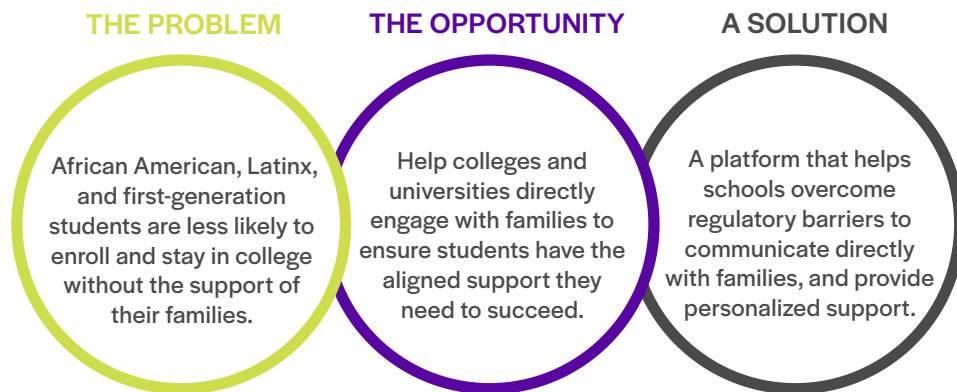 THE PROBLEM
African American, Latinx,
and first-generation
students are less likely to
enroll and stay in college
without the support of
their families.
THE OPPORTUNITY
Help colleges and
universities directly
engage with families to
ensure students have the
aligned support they
need to succeed.
A SOLUTION
A platform that helps
schools overcome
regulatory barriers to
communicate directly
with families, and provide
personalized support.